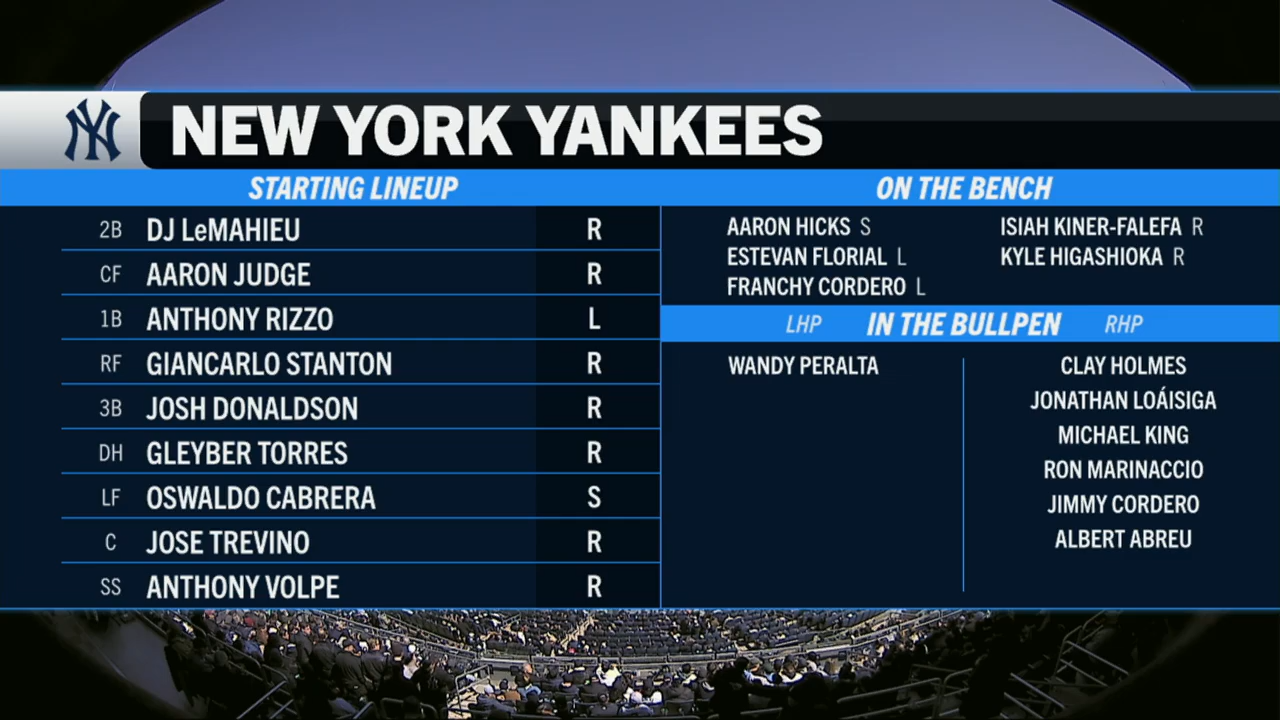 NY
NEW YORK YANKEES
STARTING LINEUP
2B DJ LeMAHIEU R
CF AARON JUDGE R
1B ANTHONY RIZZO L
RF GIANCARLO STANTON R
3B JOSH DONALDSON R
DH GLEYBER TORRES R
LF OSWALDO CABRERA S
C JOSE TREVINO R
SS ANTHONY VOLPE R
ON THE BENCH
AARON HICKS S
ESTEVAN FLORIAL L
FRANCHY CORDERO L
ISIAH KINER-FALEFA R
KYLE HIGASHIOKA R
LHP IN THE BULLPEN RHP
WANDY PERALTA
CLAY HOLMES
JONATHAN LOÁISIGA
MICHAEL KING
RON MARINACCIO
JIMMY CORDERO
ALBERT ABREU